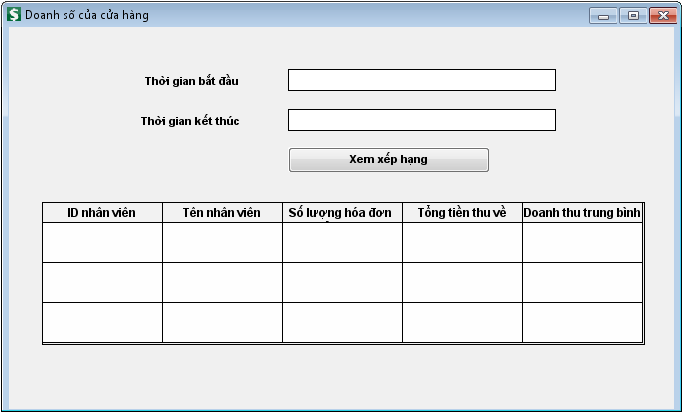 Doanh số của cửa hàng
Thời gian bắt đầu
Thời gian kết thúc
Xem xếp hạng
ID nhân viên Tên nhân viên Số lượng hóa đơn Tổng tiền thu về Doanh thu trung bình